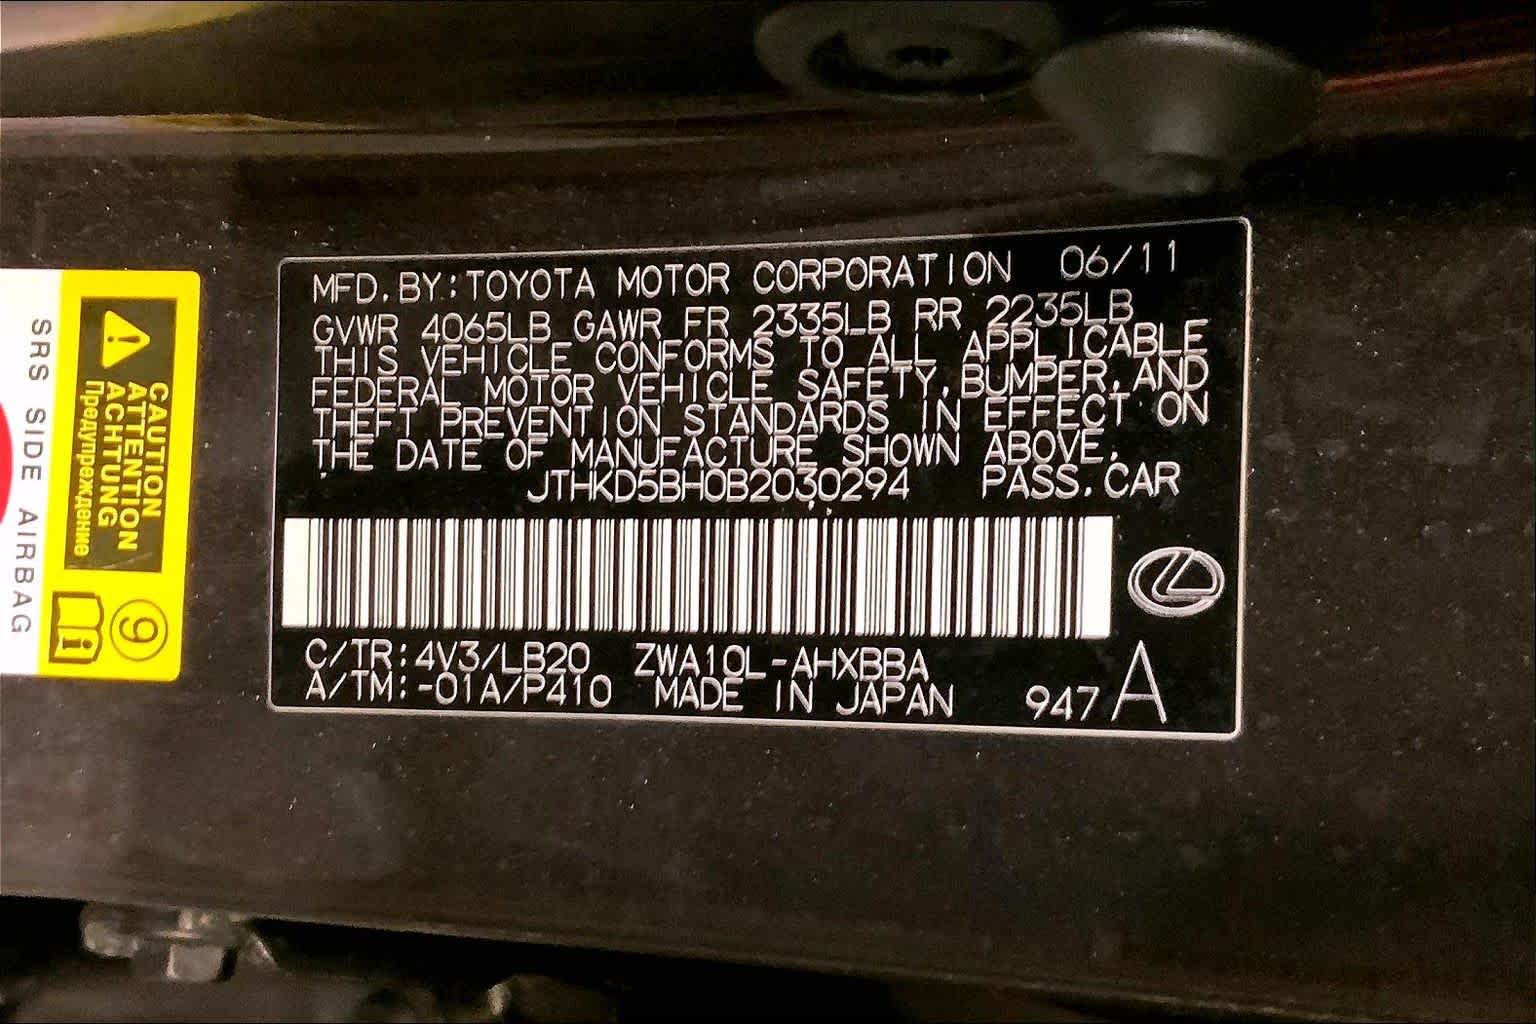 MFD. BY: TOYOTA MOTOR CORPORATION 06/11
GVWR 4065LB GAWR FR 2335LB RR 2235LB
THIS VEHICLE CONFORMS TO ALL APPLICABLE
FEDERAL MOTOR VEHICLE SAFETY, BUMPER, AND
THEFT PREVENTION STANDARDS IN EFFECT ON
THE DATE OF MANUFACTURE SHOWN ABOVE.
JTHKD5BH0B2030294 PASS. CAR
C/TR: 4V3/LB20 ZWA10L-AHXBBA
A/TM: -01A/P410 MADE IN JAPAN 947 A
CAUTION
ATTENTION
ACHTUNG
Предупреждение
9
i
SRS SIDE AIRBAG